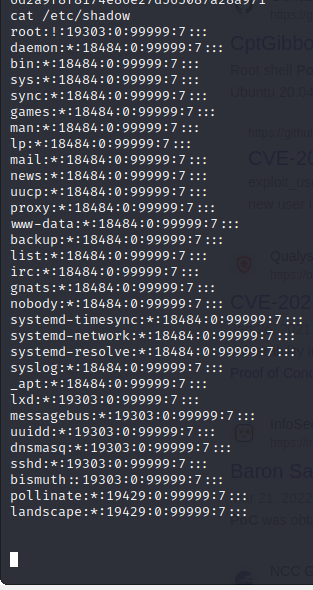 cat /etc/shadow
root:!:19303:0:99999:7:::
daemon:*:18484:0:99999:7:::
bin:*:18484:0:99999:7:::
sys:*:18484:0:99999:7:::
sync:*:18484:0:99999:7:::
games:*:18484:0:99999:7:::
man:*:18484:0:99999:7:::
lp:*:18484:0:99999:7:::
mail:*:18484:0:99999:7:::
news:*:18484:0:99999:7:::
uucp:*:18484:0:99999:7:::
proxy:*:18484:0:99999:7:::
www-data:*:18484:0:99999:7:::
backup:*:18484:0:99999:7:::
list:*:18484:0:99999:7:::
irc:*:18484:0:99999:7:::
gnats:*:18484:0:99999:7:::
nobody:*:18484:0:99999:7:::
systemd-timesync:*:18484:0:99999:7:::
systemd-network:*:18484:0:99999:7:::
systemd-resolve:*:18484:0:99999:7:::
syslog:*:18484:0:99999:7:::
_apt:*:18484:0:99999:7:::
lxd:*:19303:0:99999:7:::
messagebus:*:19303:0:99999:7:::
uuidd:*:19303:0:99999:7:::
dnsmasq:*:19303:0:99999:7:::
sshd:*:19303:0:99999:7:::
bismuth::19303:0:99999:7:::
pollinate:*:19429:0:99999:7:::
landscape:*:19429:0:99999:7:::
CptGibbo
Root shell
Ubuntu 20.04
CVE-20
new user
Qualys
CVE-202
Proof of Conc
InfoSe
Baron Sa
NCC G